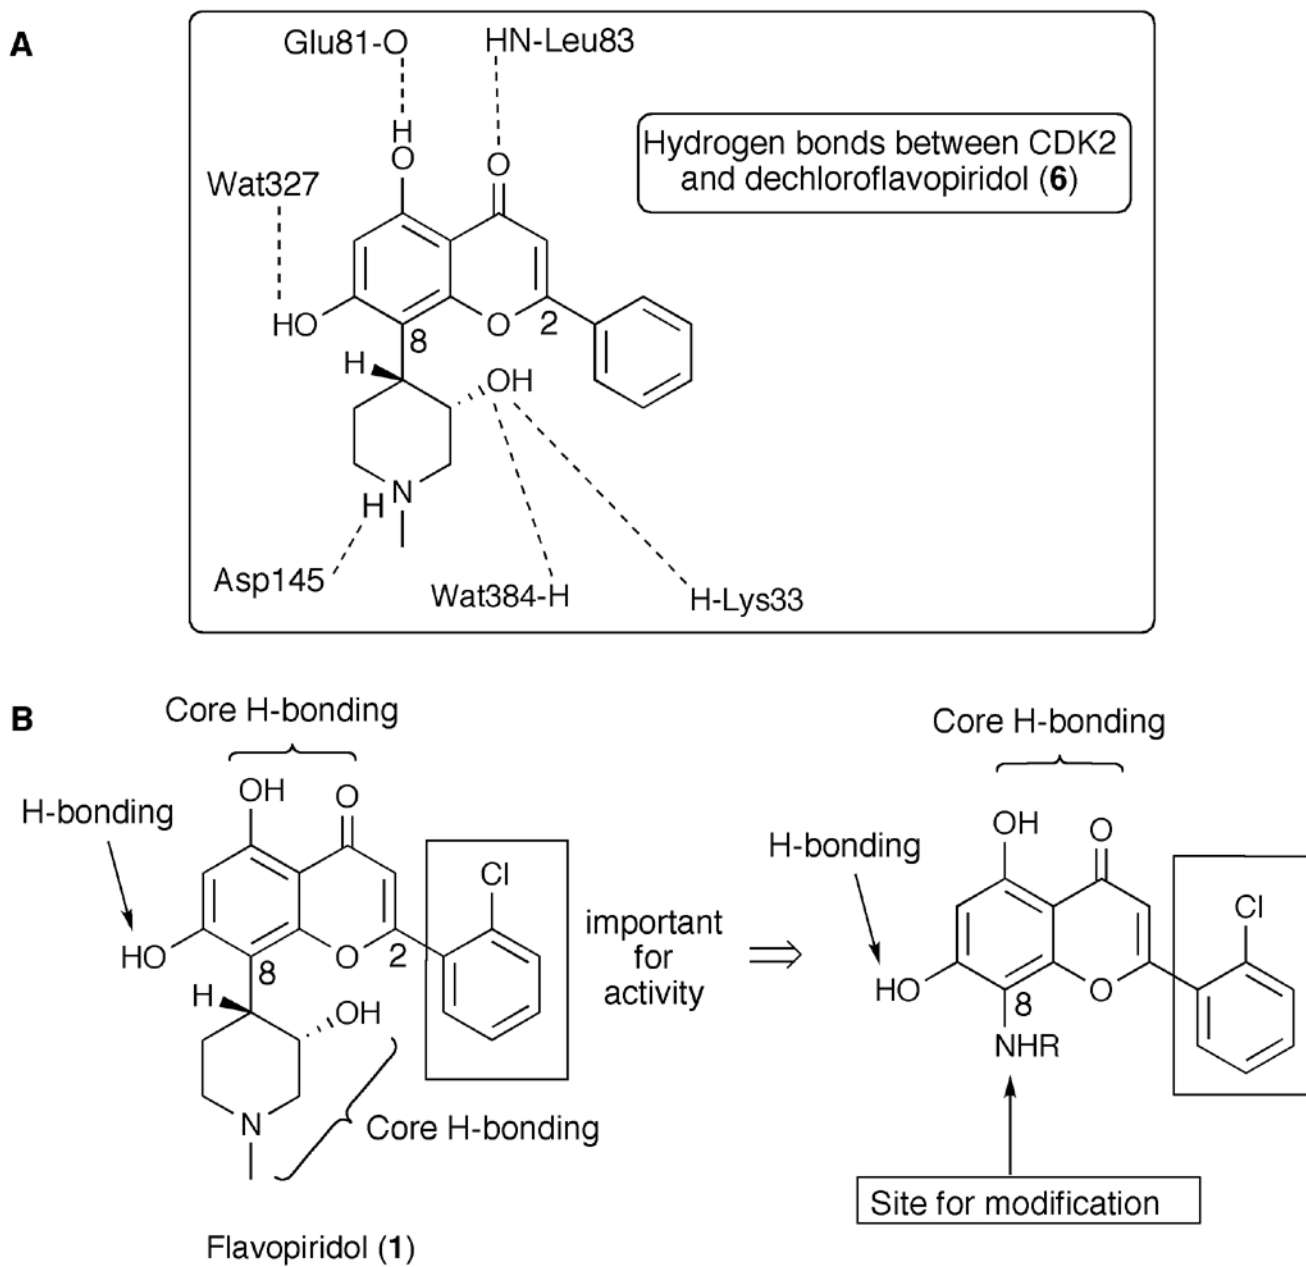 A
Glu81-O
HN-Leu83
H
O
O
Hydrogen bonds between CDK2
and dechloroflavopiridol (6)
Wat327
HO
8
O
2
H
OH
N
H
Asp145
Wat384-H
H-Lys33
B
Core H-bonding
Core H-bonding
OH
O
H-bonding
Cl
HO
8
O
2
H
OH
N
Core H-bonding
important
for
activity
OH
O
H-bonding
Cl
HO
8
O
NHR
Site for modification
Flavopiridol (1)